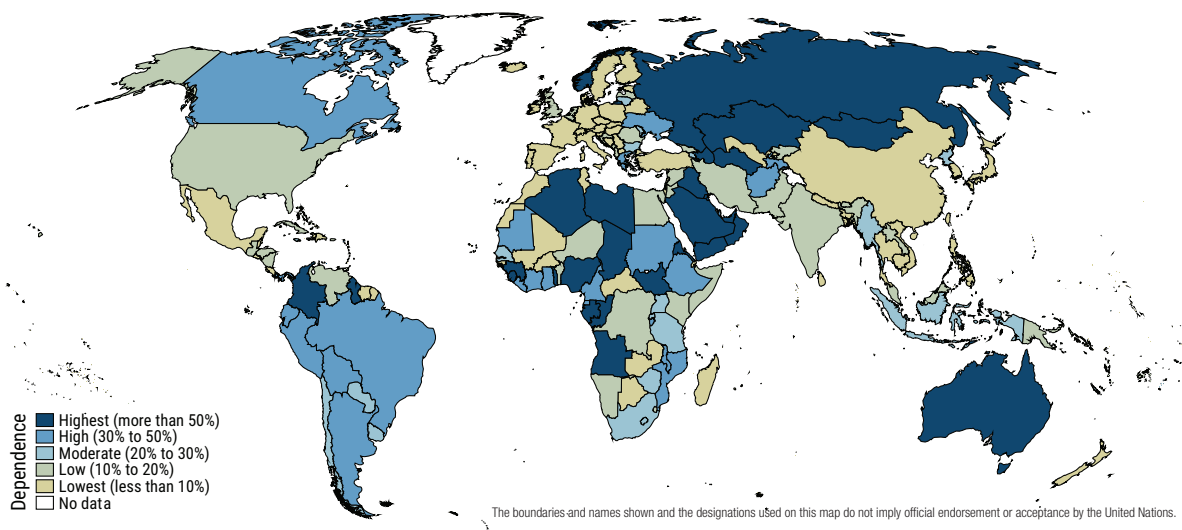 Dependence
Highest (more than 50%)
High (30% to 50%)
Moderate (20% to 30%)
Low (10% to 20%)
Lowest (less than 10%)
No data
The boundaries and names shown and the designations used on this map do not imply official endorsement or acceptance by the United Nations.